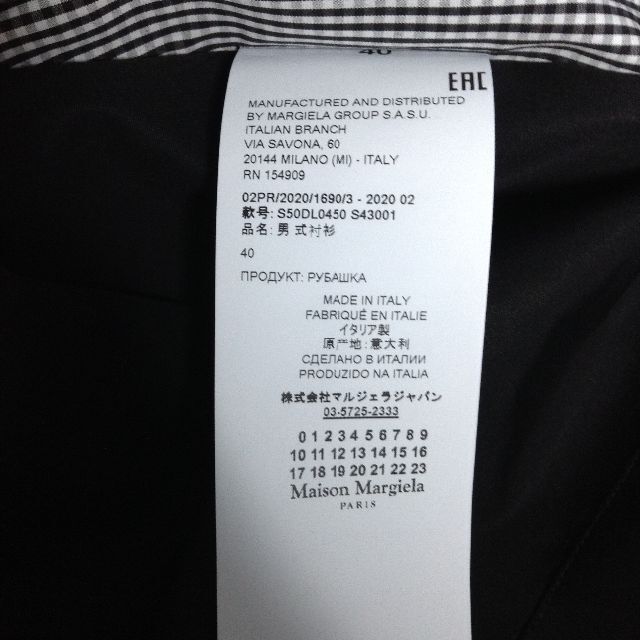 40
EAC
MANUFACTURED AND DISTRIBUTED
BY MARGIELA GROUP S.A.S.U.
ITALIAN BRANCH
VIA SAVONA, 60
20144 MILANO (MI) - ITALY
RN 154909
02PR/2020/1690/3 - 2020 02
款号: S50DL0450 S43001
品名: 男 式衬衫
40
ПРОДУКТ: РУБАШКА
MADE IN ITALY
FABRIQUÉ EN ITALIE
イタリア製
原产地: 意大利
СДЕЛАНО В ИТАЛИИ
PRODUZIDO NA ITALIA
株式会社マルジェラジャパン
03-5725-2333
0 1 2 3 4 5 6 7 8 9
10 11 12 13 14 15 16
17 18 19 20 21 22 23
Maison Margiela
PARIS